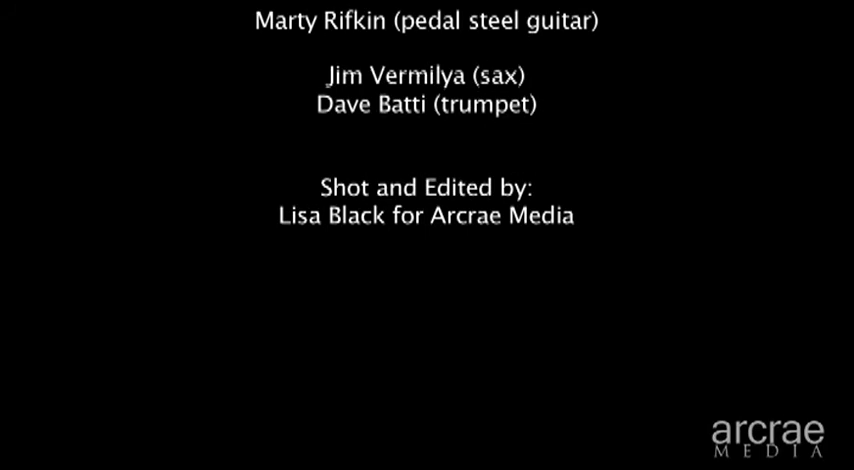 Marty Rifkin (pedal steel guitar)
Jim Vermilya (sax)
Dave Batti (trumpet)
Shot and Edited by:
Lisa Black for Arcrae Media
arcrae
MEDIA